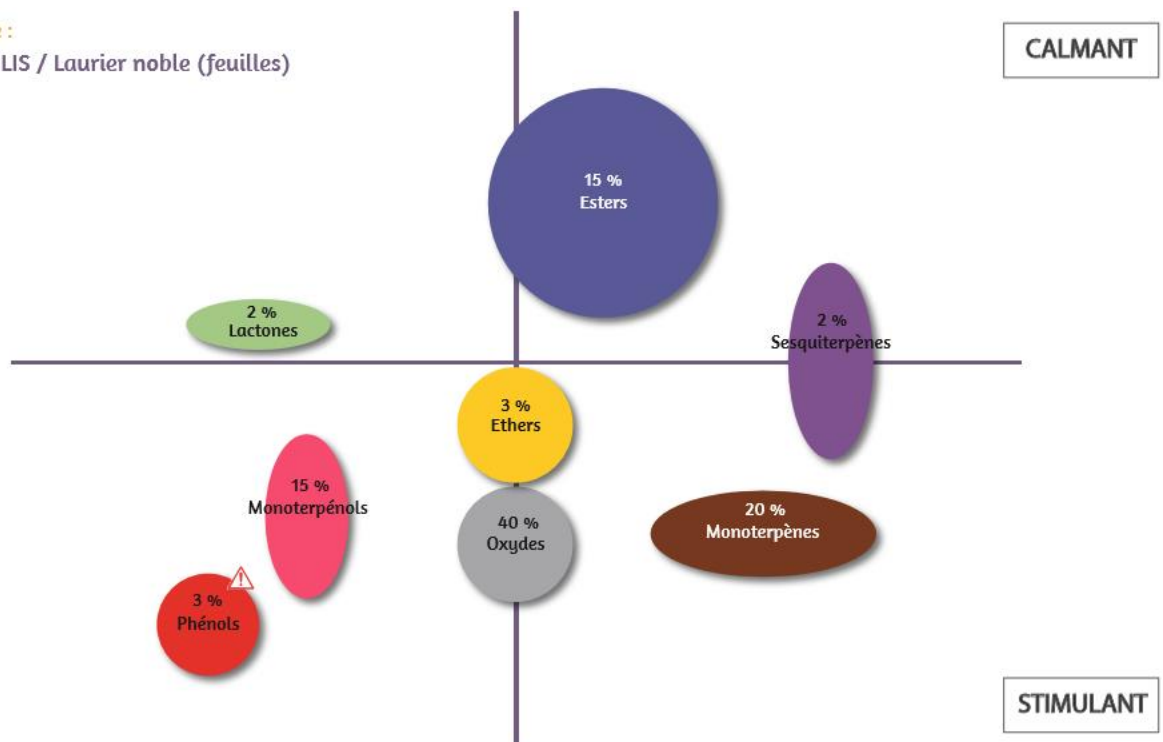 :
LIS / Laurier noble (feuilles)
CALMANT
15 %
Esters
2 %
Lactones
2 %
Sesquiterpènes
3 %
Ethers
15 %
Monoterpénols
40 %
Oxydes
20 %
Monoterpènes
3 %
Phénols
STIMULANT